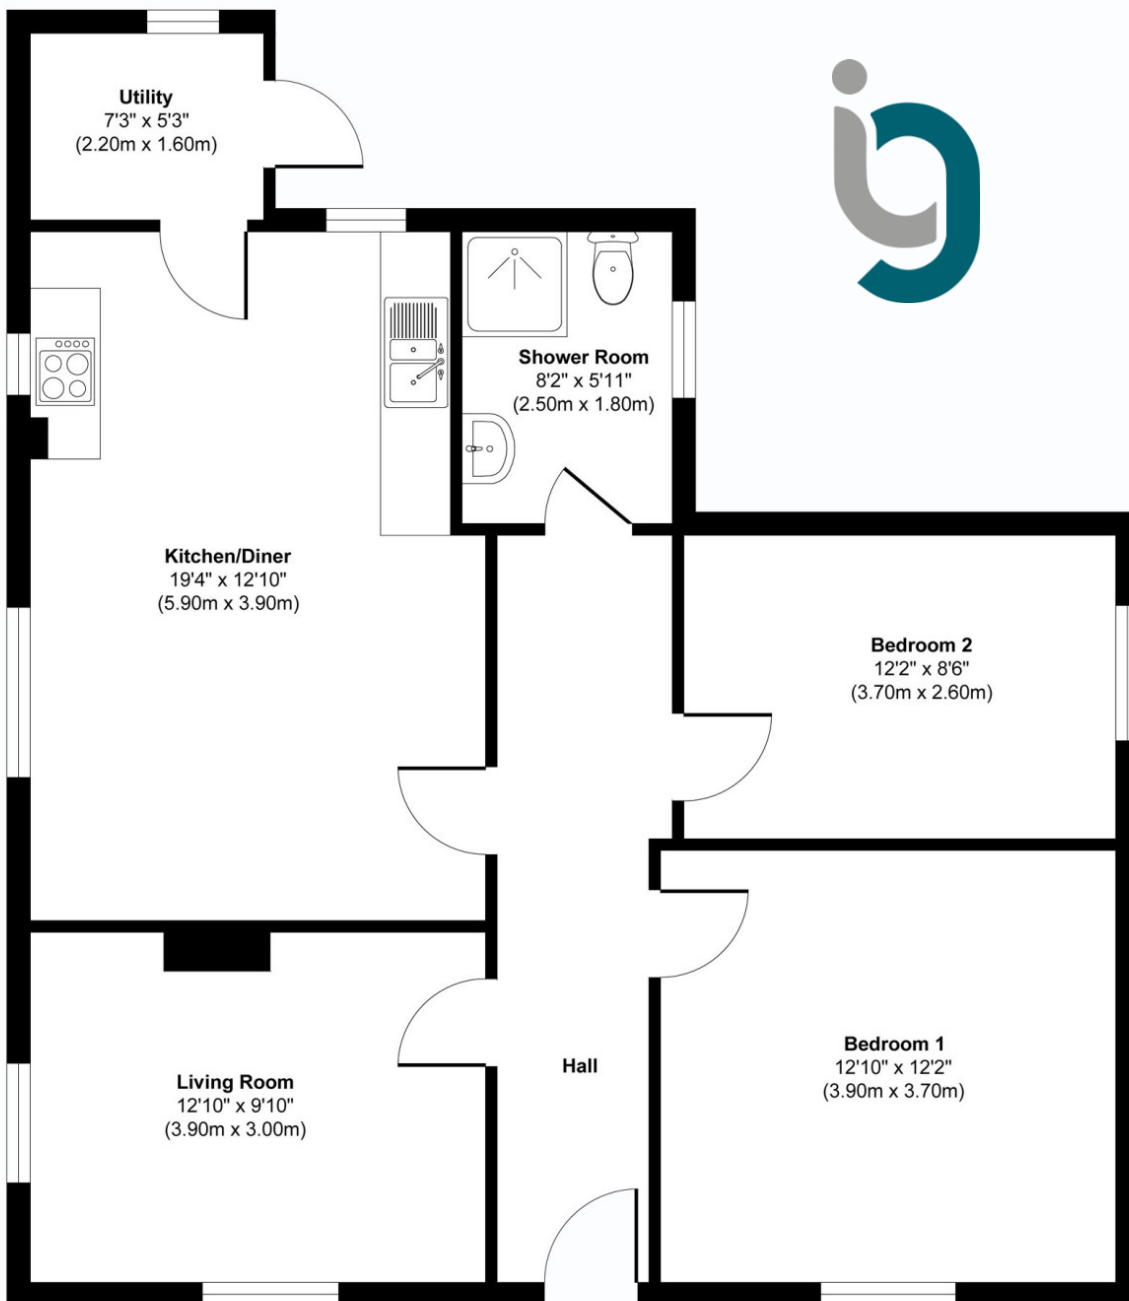 Utility
7'3" x 5'3"
(2.20m x 1.60m)
Shower Room
8'2" x 5'11"
(2.50m x 1.80m)
Kitchen/Diner
19'4" x 12'10"
(5.90m x 3.90m)
Bedroom 2
12'2" x 8'6"
(3.70m x 2.60m)
Hall
Bedroom 1
12'10" x 12'2"
(3.90m x 3.70m)
Living Room
12'10" x 9'10"
(3.90m x 3.00m)
ig